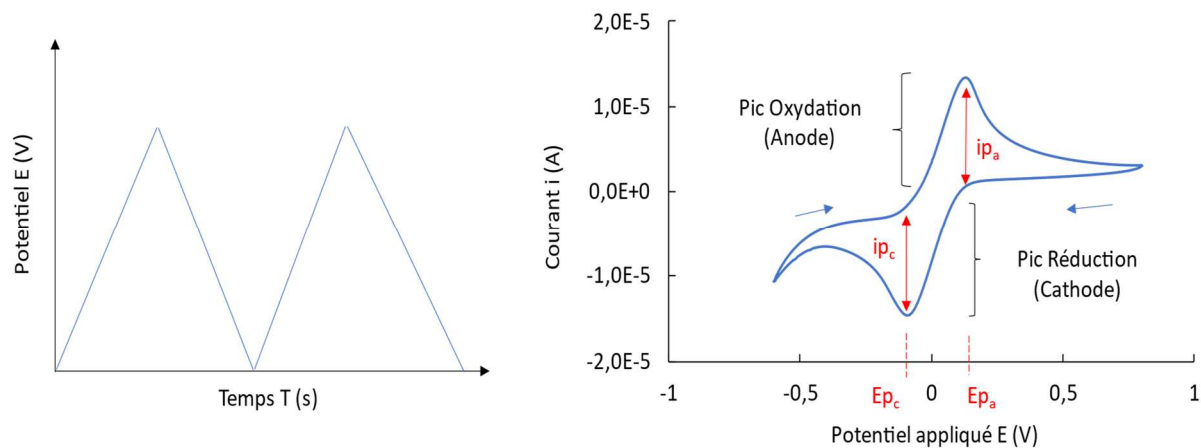 Potentiel E (V)
Temps T (s)
Courant i (A)
2,0E-5
1,0E-5
0,0E+0
-1,0E-5
-2,0E-5
Pic Oxydation
(Anode)
ipa
ipc
Pic Réduction
(Cathode)
Epc
Epa
-1
-0,5
0
0,5
1
Potentiel appliqué E (V)